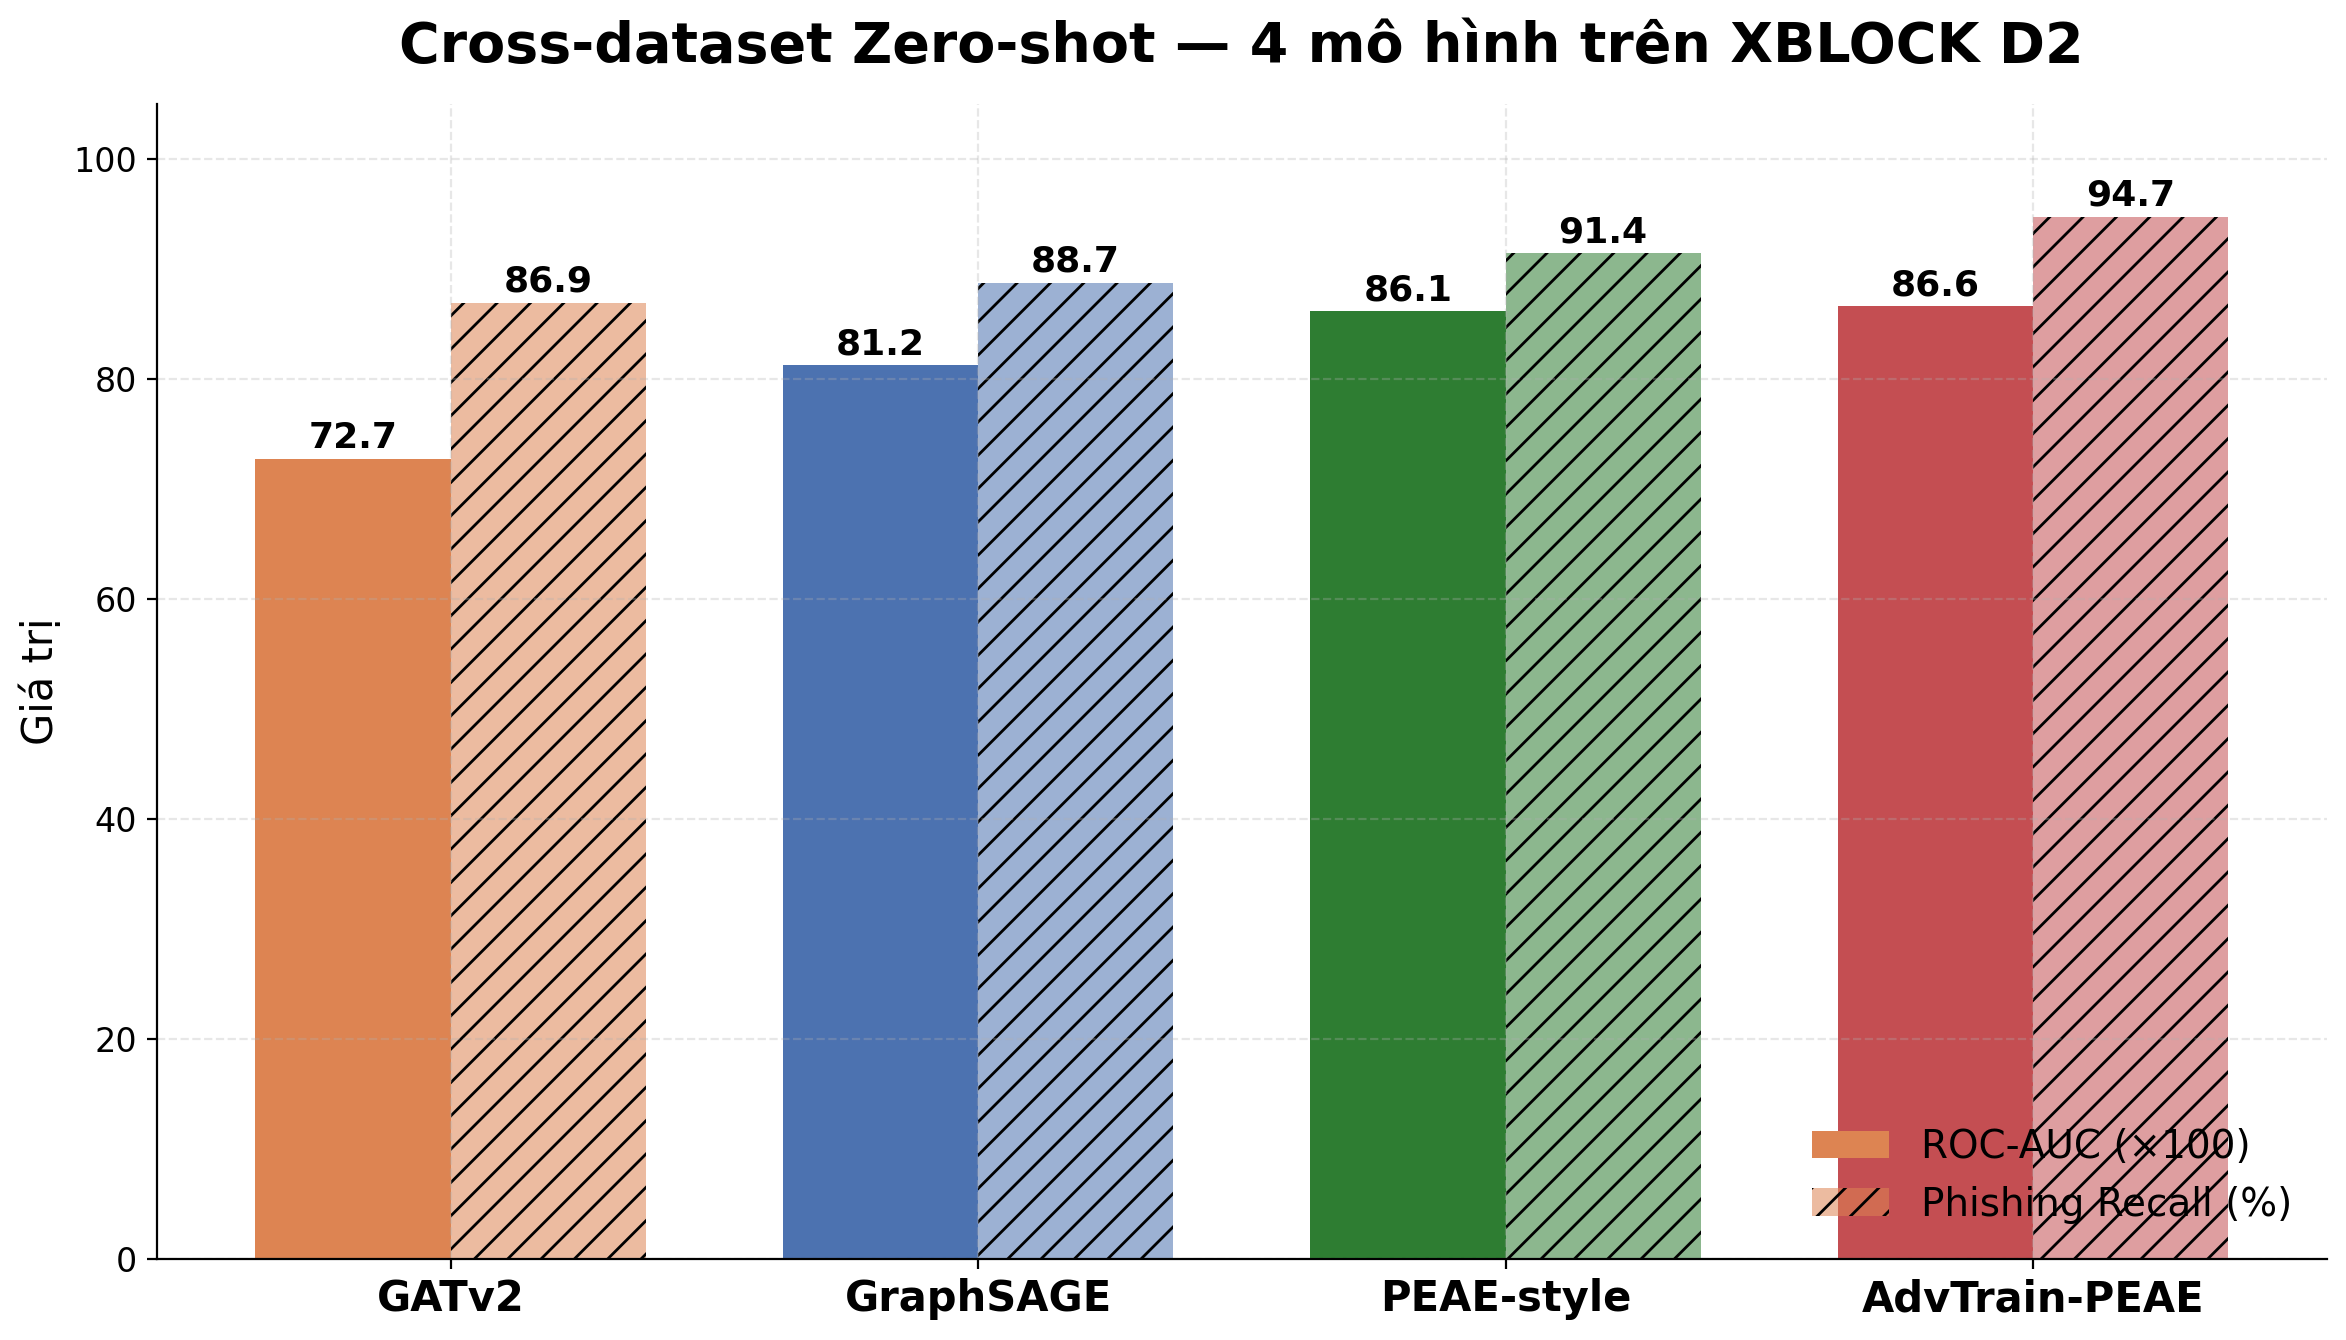 Cross-dataset Zero-shot — 4 mô hình trên XBLOCK D2
Giá trị
100
80
60
40
20
0
72.7
86.9
81.2
88.7
86.1
91.4
86.6
94.7
ROC-AUC (×100)
Phishing Recall (%)
GATv2
GraphSAGE
PEAE-style
AdvTrain-PEAE